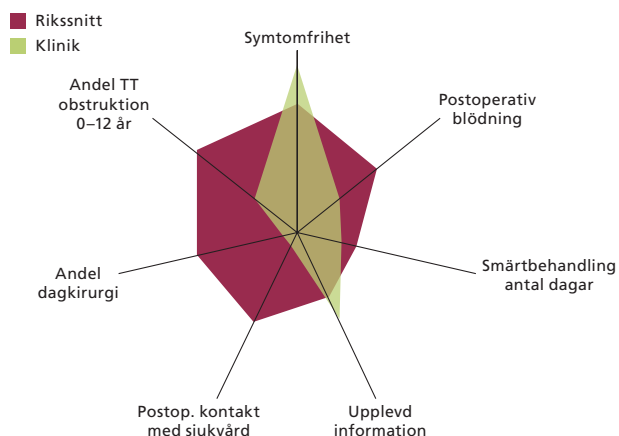 Rikssnitt
Klinik
Symtomfrihet
Andel TT
obstruktion
0–12 år
Postoperativ
blödning
Smärtbehandling
antal dagar
Andel
dagkirurgi
Postop. kontakt
med siukvård
Upplevd
information